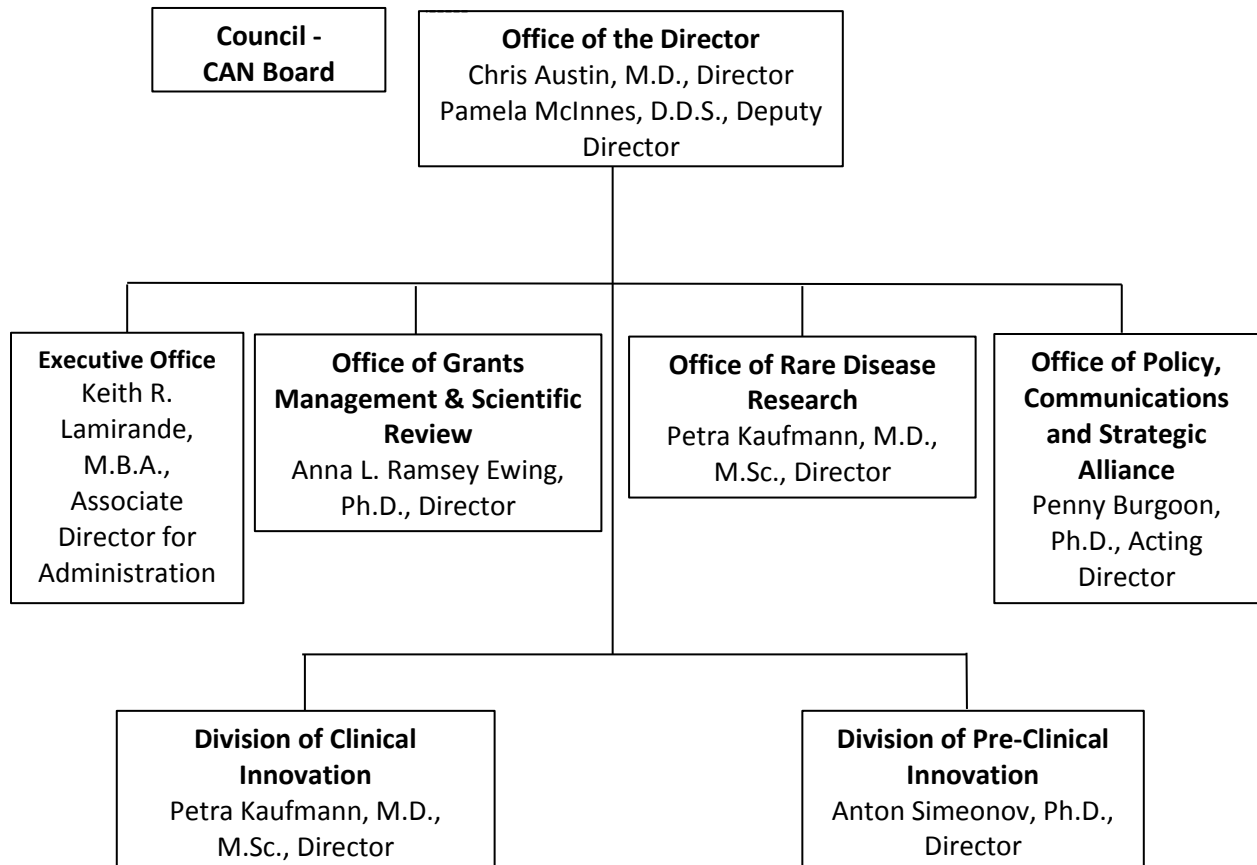 Council -
CAN Board
Office of the Director
Chris Austin, M.D., Director
Pamela McInnes, D.D.S., Deputy
Director
Executive Office
Keith R.
Lamirande,
M.B.A.,
Associate
Director for
Administration
Office of Grants
Management & Scientific
Review
Anna L. Ramsey Ewing,
Ph.D., Director
Office of Rare Disease
Research
Petra Kaufmann, M.D.,
M.Sc., Director
Office of Policy,
Communications
and Strategic
Alliance
Penny Burgoon,
Ph.D., Acting
Director
Division of Clinical
Innovation
Petra Kaufmann, M.D.,
M.Sc., Director
Division of Pre-Clinical
Innovation
Anton Simeonov, Ph.D.,
Director